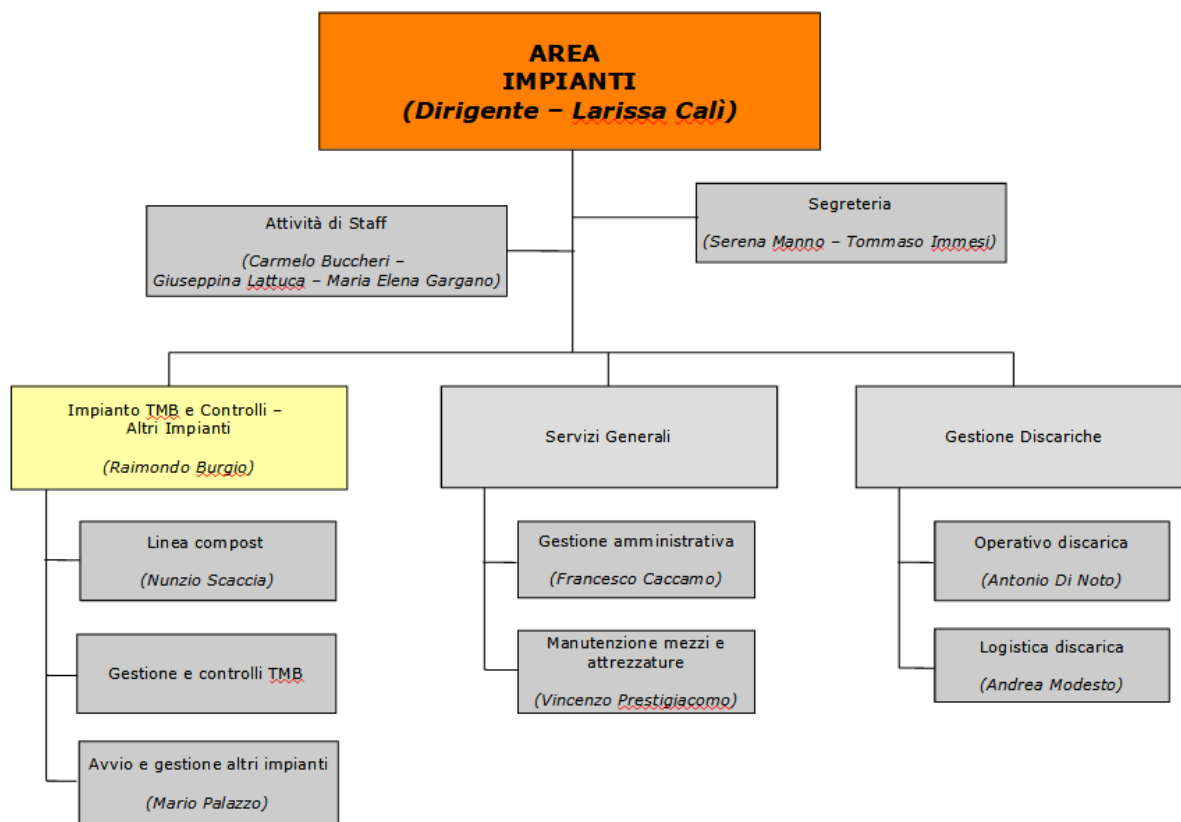 AREA
IMPIANTI
(Dirigente – Larissa Calì)
Segreteria
(Serena Manno – Tommaso Immesi)
Attività di Staff
(Carmelo Buccheri –
Giuseppina Lattuca – Maria Elena Gargano)
Impianto TMB e Controlli –
Altri Impianti
(Raimondo Burgio)
Linea compost
(Nunzio Scaccia)
Gestione e controlli TMB
Avvio e gestione altri impianti
(Mario Palazzo)
Servizi Generali
Gestione amministrativa
(Francesco Caccamo)
Manutenzione mezzi e
attrezzature
(Vincenzo Prestigiacomo)
Gestione Discariche
Operativo discarica
(Antonio Di Noto)
Logistica discarica
(Andrea Modesto)